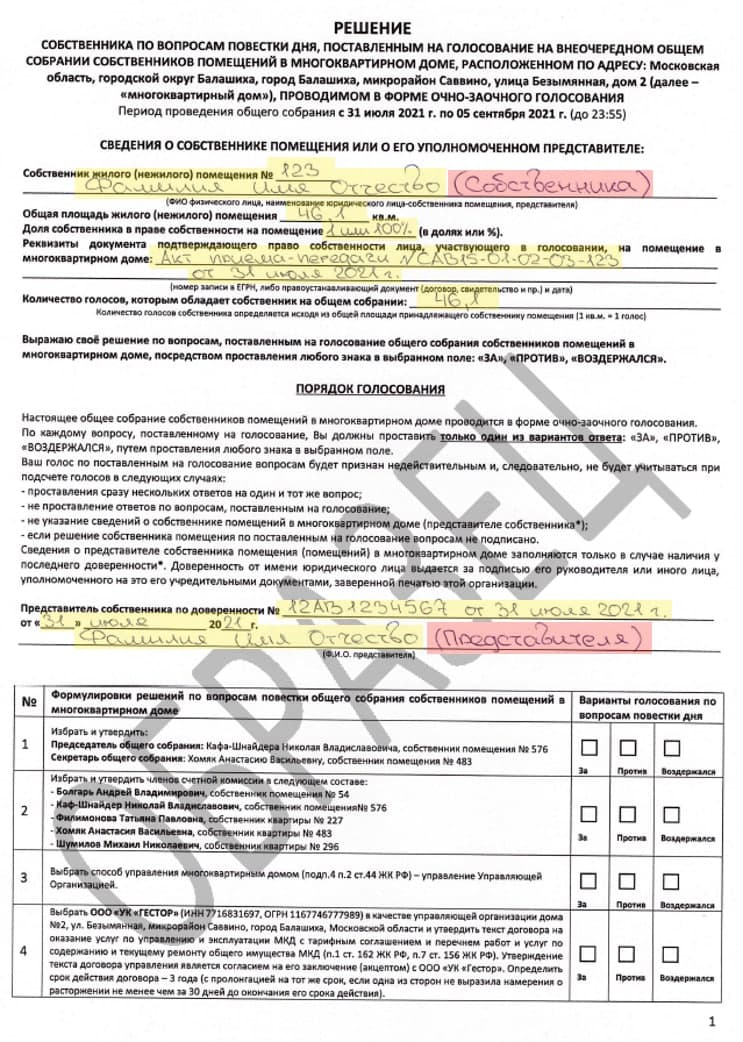 РЕШЕНИЕ
СОБСТВЕННИКА ПО ВОПРОСАМ ПОВЕСТКИ ДНЯ, ПОСТАВЛЕННЫМ НА ГОЛОСОВАНИЕ НА ВНЕОЧЕРЕДНОМ ОБЩЕМ
СОБРАНИИ СОБСТВЕННИКОВ ПОМЕЩЕНИЙ В МНОГОКВАРТИРНОМ ДОМЕ, РАСПОЛОЖЕННОМ ПО АДРЕСУ: Московская
область, городской округ Балашиха, город Балашиха, микрорайон Саввино, улица Безымянная, дом 2 (далее –
«многоквартирный дом»), ПРОВОДИМОМ В ФОРМЕ ОЧНО-ЗАОЧНОГО ГОЛОСОВАНИЯ
Период проведения общего собрания с 31 июля 2021 г. по 05 сентября 2021 г. (до 23:55)
СВЕДЕНИЯ О СОБСТВЕННИКЕ ПОМЕЩЕНИЯ ИЛИ О ЕГО УПОЛНОМОЧЕННОМ ПРЕДСТАВИТЕЛЕ:
Собственник жилого (нежилого) помещения № 123
Фамилия Имя Отчество (Собственника)
(ФИО физического лица, наименование юридического лица-собственника помещения, представителя)
Общая площадь жилого (нежилого) помещения 46,1 кв.м.
Доля собственника в праве собственности на помещение 1 или 100% (в долях или %).
Реквизиты документа подтверждающего право собственности лица, участвующего в голосовании, на помещение в
многоквартирном доме: Акт приема-передачи №САВ15-01-02-03-123
от 31 июля 2021 г.
(номер записи в ЕГРН, либо правоустанавливающий документ (договор, свидетельство и пр.) и дата)
Количество голосов, которым обладает собственник на общем собрании: 46,1
Количество голосов собственника определяется исходя из общей площади принадлежащего собственнику помещения (1 кв.м. = 1 голос)
Выражаю своё решение по вопросам, поставленным на голосование общего собрания собственников помещений в
многоквартирном доме, посредством проставления любого знака в выбранном поле: «ЗА», «ПРОТИВ», «ВОЗДЕРЖАЛСЯ».
ПОРЯДОК ГОЛОСОВАНИЯ
Настоящее общее собрание собственников помещений в многоквартирном доме проводится в форме очно-заочного голосования.
По каждому вопросу, поставленному на голосование, Вы должны проставить только один из вариантов ответа: «ЗА», «ПРОТИВ»,
«ВОЗДЕРЖАЛСЯ», путем проставления любого знака в выбранном поле.
Ваш голос по поставленным на голосование вопросам будет признан недействительным и, следовательно, не будет учитываться при
подсчете голосов в следующих случаях:
- проставления сразу нескольких ответов на один и тот же вопрос;
- не проставление ответов по вопросам, поставленным на голосование;
- не указание сведений о собственнике помещений в многоквартирном доме (представителе собственника*);
- если решение собственника помещения по поставленным на голосование вопросам не подписано.
Сведения о представителе собственника помещения (помещений) в многоквартирном доме заполняются только в случае наличия у
последнего доверенности*. Доверенность от имени юридического лица выдается за подписью его руководителя или иного лица,
уполномоченного на это его учредительными документами, заверенной печатью этой организации.
Представитель собственника по доверенности № 12АВ1234567 от 31 июля 2021 г.
от «31» июля 2021 г.
Фамилия Имя Отчество (Представителя)
(Ф.И.О. представителя)
ОБРАЗЕЦ
№ Формулировки решений по вопросам повестки общего собрания собственников помещений в многоквартирном доме Варианты голосования по вопросам повестки дня
1
Избрать и утвердить:
Председатель общего собрания: Кафа-Шнайдера Николая Владиславовича, собственник помещения № 576
Секретарь общего собрания: Хомяк Анастасию Васильевну, собственник помещения № 483
За Против Воздержался
2
Избрать и утвердить членов счетной комиссии в следующем составе:
- Болгарь Андрей Владимирович, собственник помещения № 54
- Каф-Шнайдер Николай Владиславович, собственник помещения№ 576
- Филимонова Татьяна Павловна, собственник квартиры № 227
- Хомяк Анастасия Васильевна, собственник квартиры № 483
- Шумилов Михаил Николаевич, собственник квартиры № 296
За Против Воздержался
3
Выбрать способ управления многоквартирным домом (подп.4 п.2 ст.44 ЖК РФ) – управление Управляющей
Организацией.
За Против Воздержался
4
Выбрать ООО «УК «ГЕСТОР» (ИНН 7716831697, ОГРН 1167746777989) в качестве управляющей организации дома
№2, ул. Безымянная, микрорайон Саввино, город Балашиха, Московской области и утвердить текст договора на
оказание услуг по управлению и эксплуатации МКД с тарифным соглашением и перечнем работ и услуг по
содержанию и текущему ремонту общего имущества МКД (п.1 ст. 162 ЖК РФ, п.7 ст. 156 ЖК РФ). Утверждение
текста договора управления является согласием на его заключение (акцептом) с ООО «УК «Гестор». Определить
срок действия договора – 3 года (с пролонгацией на тот же срок, если одна из сторон не выразила намерения о
расторжении не менее чем за 30 дней до окончания его срока действия).
За Против Воздержался
1